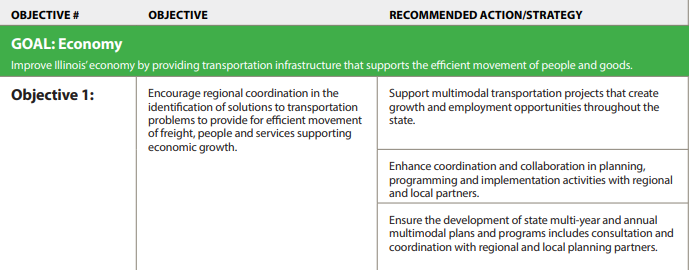 OBJECTIVE # OBJECTIVE RECOMMENDED ACTION/STRATEGY
GOAL: Economy
Improve Illinois' economy by providing transportation infrastructure that supports the efficient movement of people and goods.
Objective 1:
Encourage regional coordination in the
identification of solutions to transportation
problems to provide for efficient movement
of freight, people and services supporting
economic growth.
Support multimodal transportation projects that create
growth and employment opportunities throughout the
state.
Enhance coordination and collaboration in planning,
programming and implementation activities with regional
and local partners.
Ensure the development of state multi-year and annual
multimodal plans and programs includes consultation and
coordination with regional and local planning partners.